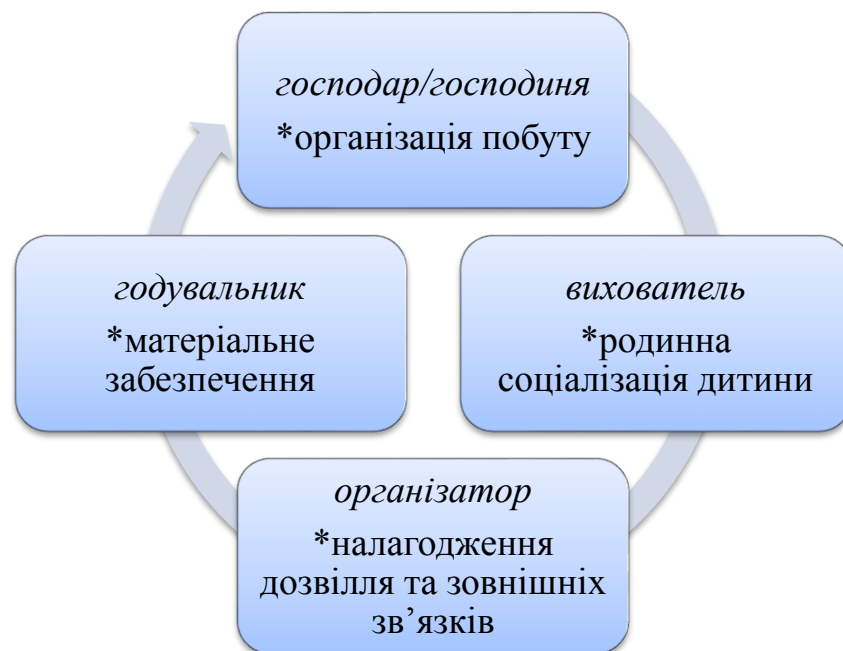 господар/господиня
*організація побуту
годувальник
*матеріальне
забезпечення
вихователь
*родинна
соціалізація дитини
організатор
*налагодження
дозвілля та зовнішніх
зв’язків